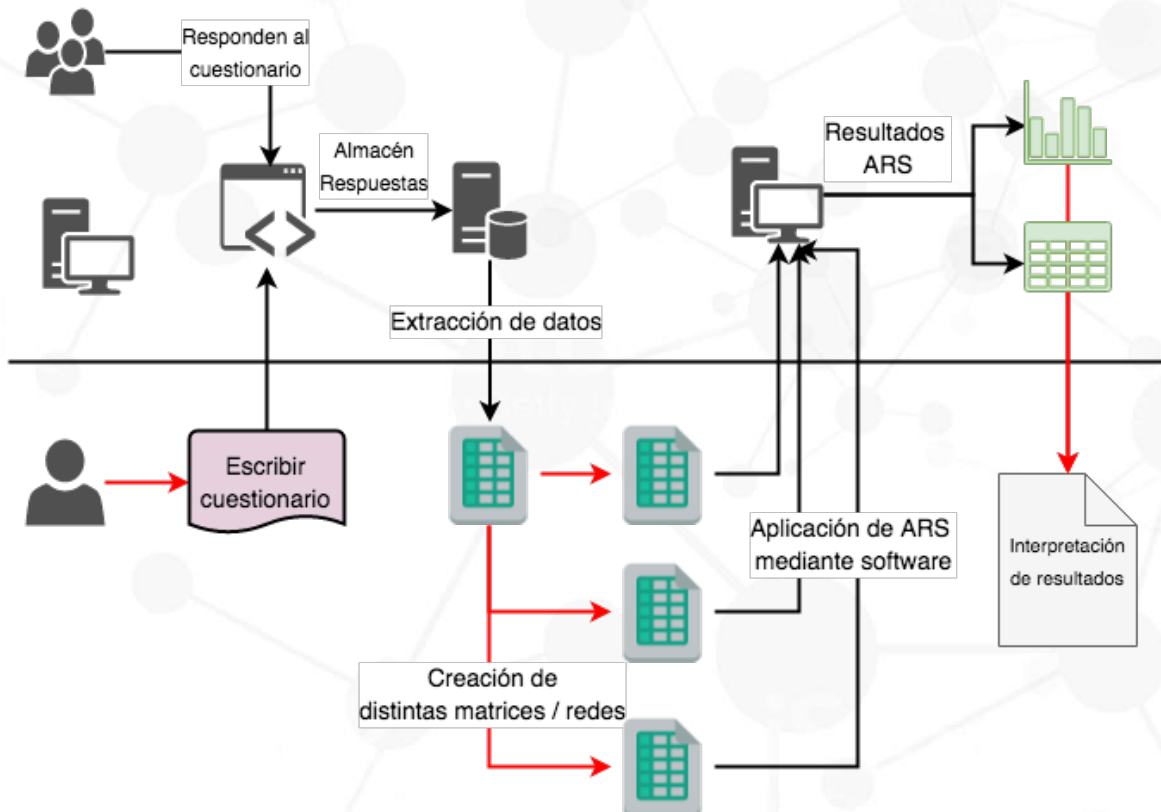 Responden al
cuestionario
Almacén
Respuestas
Resultados
ARS
Extracción de datos
Escribir
cuestionario
Aplicación de ARS
mediante software
Interpretación
de resultados
Creación de
distintas matrices / redes